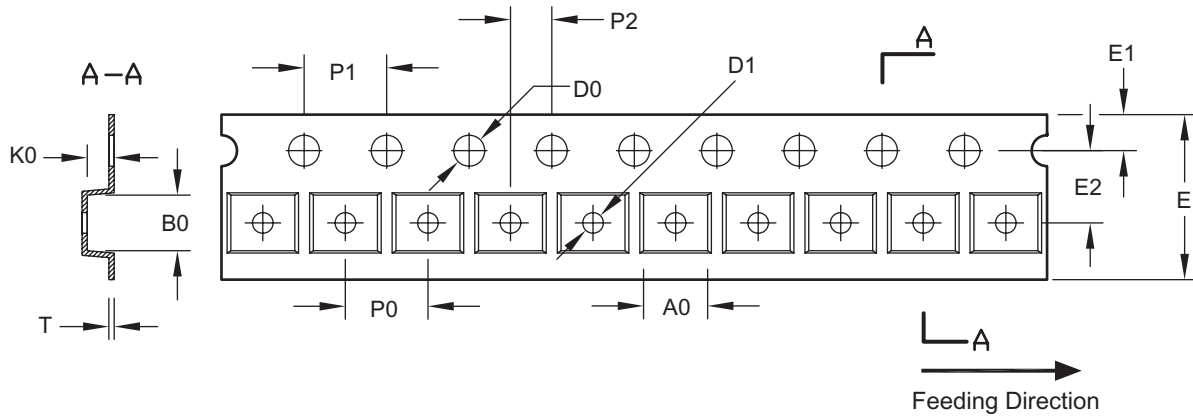 P2
A
E1
A-A
P1
D0
D1
K0
E2
B0
E
P0
A0
T
A
Feeding Direction